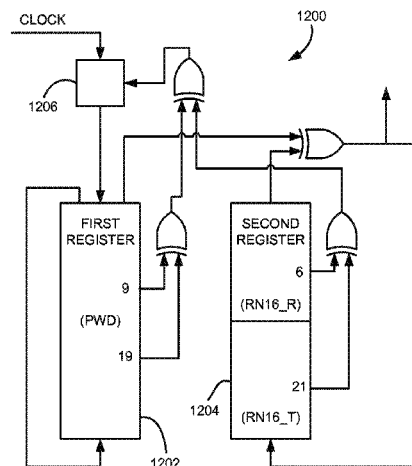 CLOCK
1200
1206
FIRST
REGISTER
SECOND
REGISTER
9
6
(PWD)
(RN16_R)
19
21
1204
(RN16_T)
1202